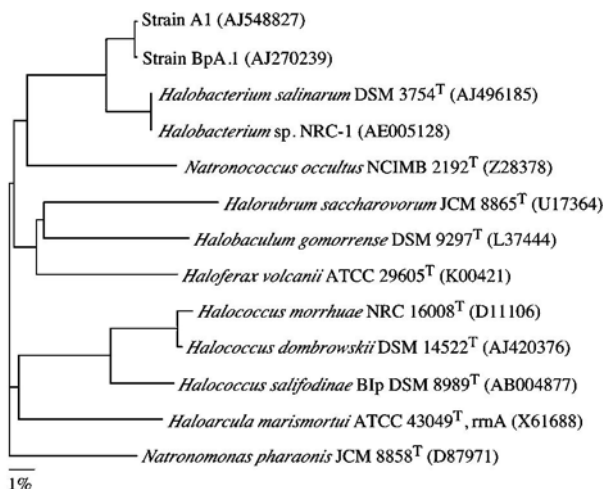 Strain A1 (AJ548827)
Strain BpA.1 (AJ270239)
Halobacterium salinarum DSM 3754ᵀ (AJ496185)
Halobacterium sp. NRC-1 (AE005128)
Natronococcus occultus NCIMB 2192ᵀ (Z28378)
Halorubrum saccharovorum JCM 8865ᵀ (U17364)
Halobaculum gomorrense DSM 9297ᵀ (L37444)
Haloferax volcanii ATCC 29605ᵀ (K00421)
Halococcus morrhuae NRC 16008ᵀ (D11106)
Halococcus dombrowskii DSM 14522ᵀ (AJ420376)
Halococcus salifodinae BIp DSM 8989ᵀ (AB004877)
Haloarcula marismortui ATCC 43049ᵀ, rrnA (X61688)
Natronomonas pharaonis JCM 8858ᵀ (D87971)
1%